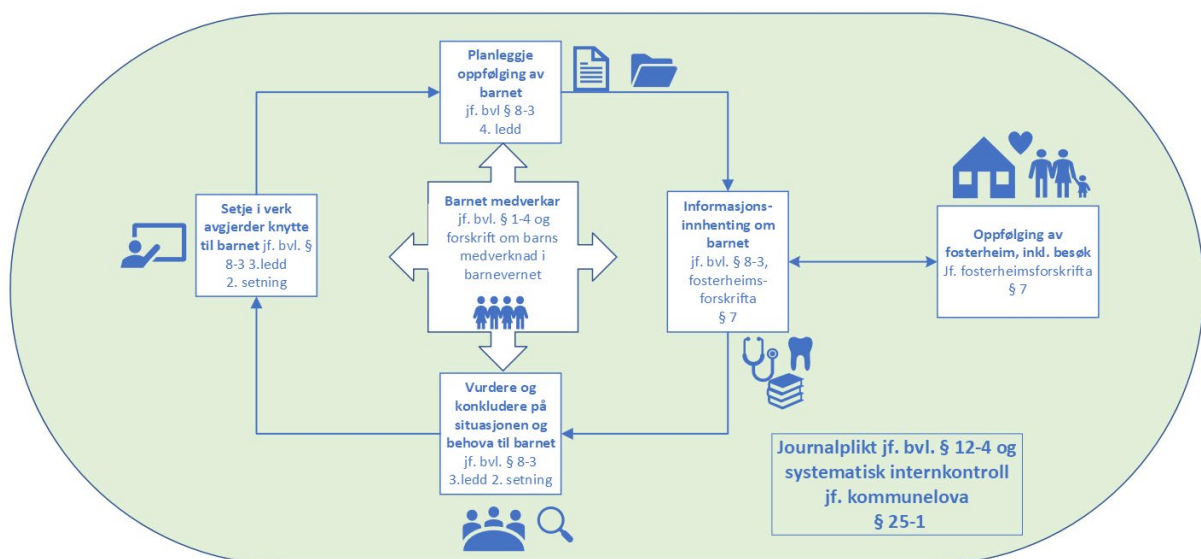 Planleggje
oppfølging av
barnet
jf. bvl § 8-3
4. ledd
Setje i verk
avgjerder knytte
til barnet jf. bvl. §
8-3 3.ledd
2. setning
Barnet medverkar
jf. bvl. § 1-4 og
forskrift om barns
medverknad i
barnevernet
Informasjons-
innhenting om
barnet
jf. bvl. § 8-3,
fosterheims-
forskrifta
§ 7
Oppfølging av
fosterheim, inkl. besøk
Jf. fosterheimsforskrifta
§ 7
Vurdere og
konkludere på
situasjonen og
behova til barnet
jf. bvl. § 8-3
3.ledd 2. setning
Journalplikt jf. bvl. § 12-4 og
systematisk internkontroll
jf. kommunelova
§ 25-1